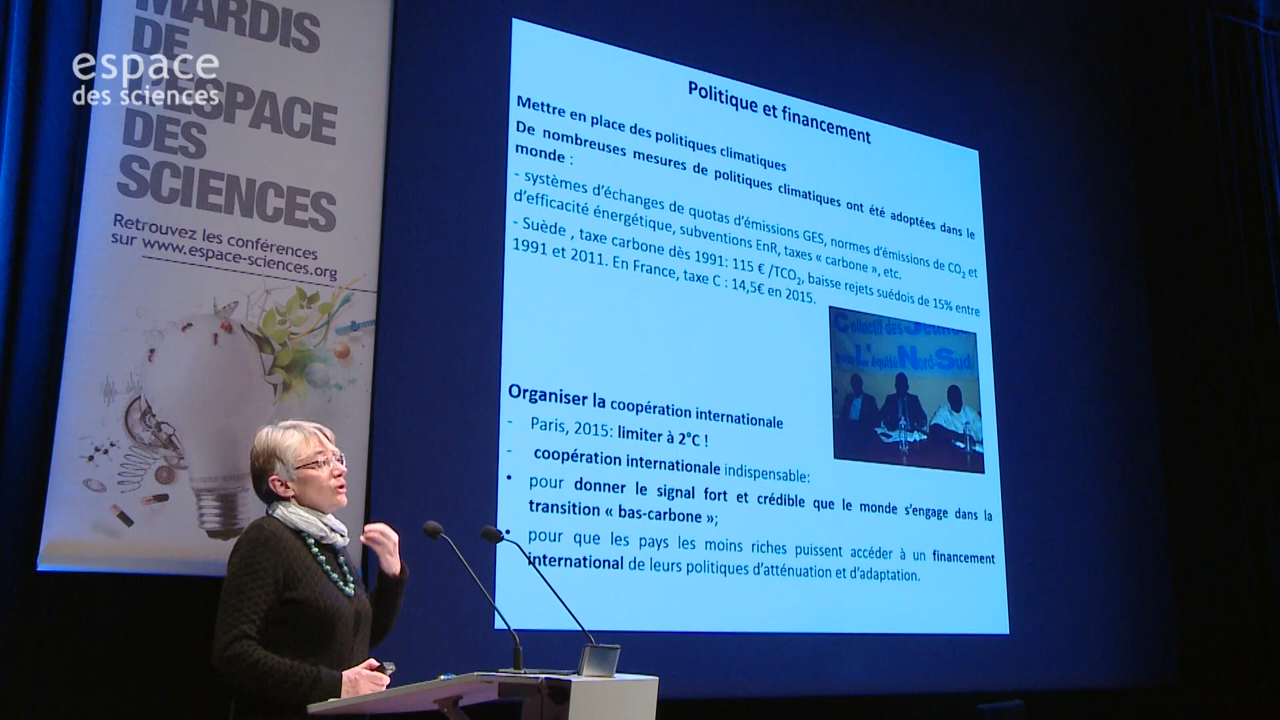 MARDIS
DE
L'ESPACE
DES
SCIENCES
espace
des sciences
Retrouvez les conférences
sur www.espace-sciences.org
Politique et financement
Mettre en place des politiques climatiques
De nombreuses mesures de politiques climatiques ont été adoptées dans le
monde :
- systèmes d'échanges de quotas d'émissions GES, normes d'émissions de CO₂ et
d'efficacité énergétique, subventions EnR, taxes « carbone », etc.
- Suède , taxe carbone dès 1991: 115 € /TCO₂, baisse rejets suédois de 15% entre
1991 et 2011. En France, taxe C : 14,5€ en 2015.
Collectif des
L'équité Nord-Sud
Organiser la coopération internationale
- Paris, 2015: limiter à 2°C !
- coopération internationale indispensable:
• pour donner le signal fort et crédible que le monde s'engage dans la
transition « bas-carbone »;
• pour que les pays les moins riches puissent accéder à un financement
international de leurs politiques d'atténuation et d'adaptation.